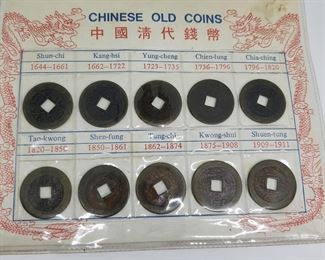 CHINESE OLD COINS
中國清代錢幣
Shun-chi Kang-hsi Yung-cheng Chien-lung Chia-ching
1644-1661 1662-1722 1723-1735 1736-1796 1796-1820
Tao-kwong Shen-fung Tung-chi Kwong-shui Shuen-tung
1820-1850 1850-1861 1862-1874 1875-1908 1909-1911